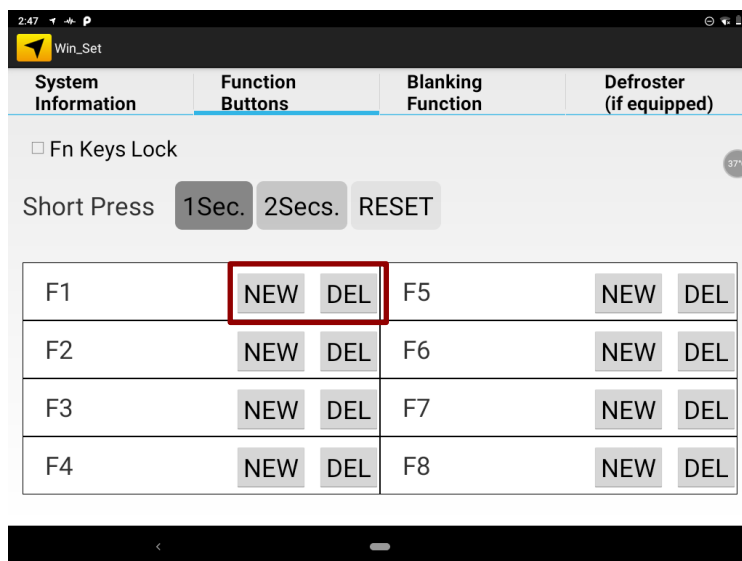 2:47
Win_Set
System Information
Function Buttons
Blanking Function
Defroster (if equipped)
Fn Keys Lock
37°
Short Press 1Sec. 2Secs. RESET
F1 NEW DEL F5 NEW DEL
F2 NEW DEL F6 NEW DEL
F3 NEW DEL F7 NEW DEL
F4 NEW DEL F8 NEW DEL